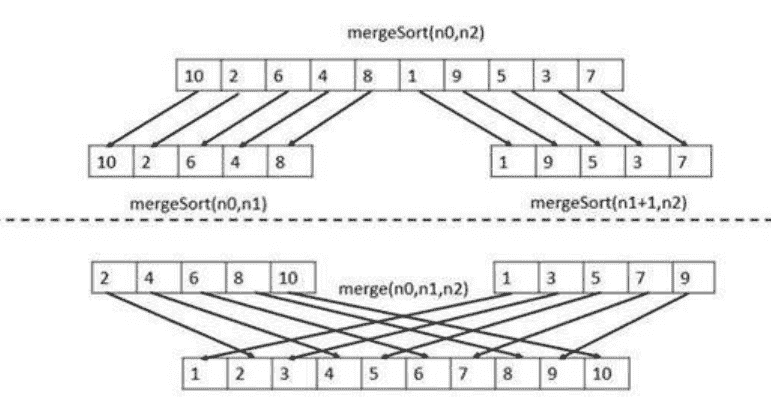 mergeSort(n0,n2)
10 2 6 4 8 1 9 5 3 7
10 2 6 4 8 1 9 5 3 7
mergeSort(n0,n1) mergeSort(n1+1,n2)
2 4 6 8 10 merge(n0,n1,n2) 1 3 5 7 9
1 2 3 4 5 6 7 8 9 10